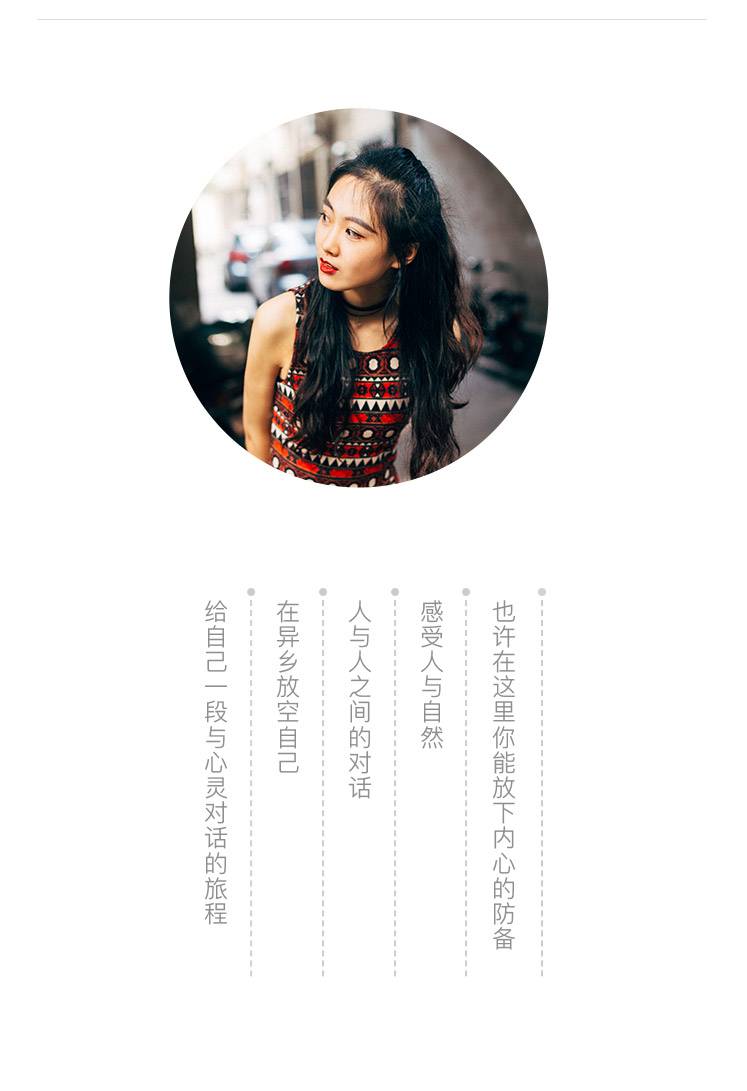 也许在这里你能放下内心的防备
感受人与自然
人与人之间的对话
在异乡放空自己
给自己一段与心灵对话的旅程